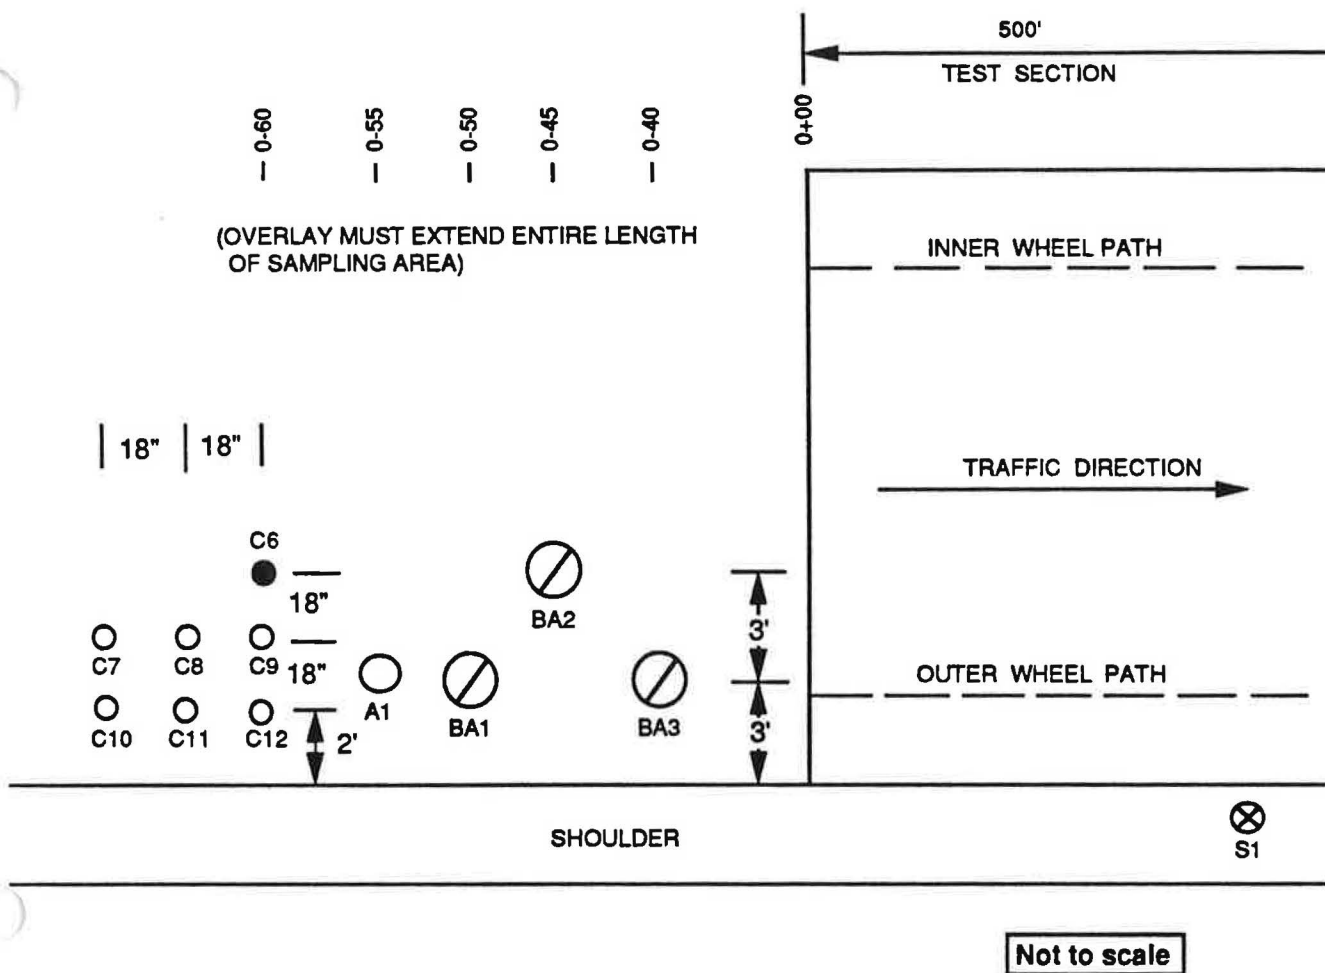 500'
TEST SECTION
0-60
0-55
0-50
0-45
0-40
0+00
(OVERLAY MUST EXTEND ENTIRE LENGTH
OF SAMPLING AREA)
INNER WHEEL PATH
18"
18"
TRAFFIC DIRECTION
C6
18"
BA2
3'
C7
C8
C9
18"
OUTER WHEEL PATH
A1
BA1
BA3
3'
C10
C11
C12
2'
SHOULDER
S1
Not to scale